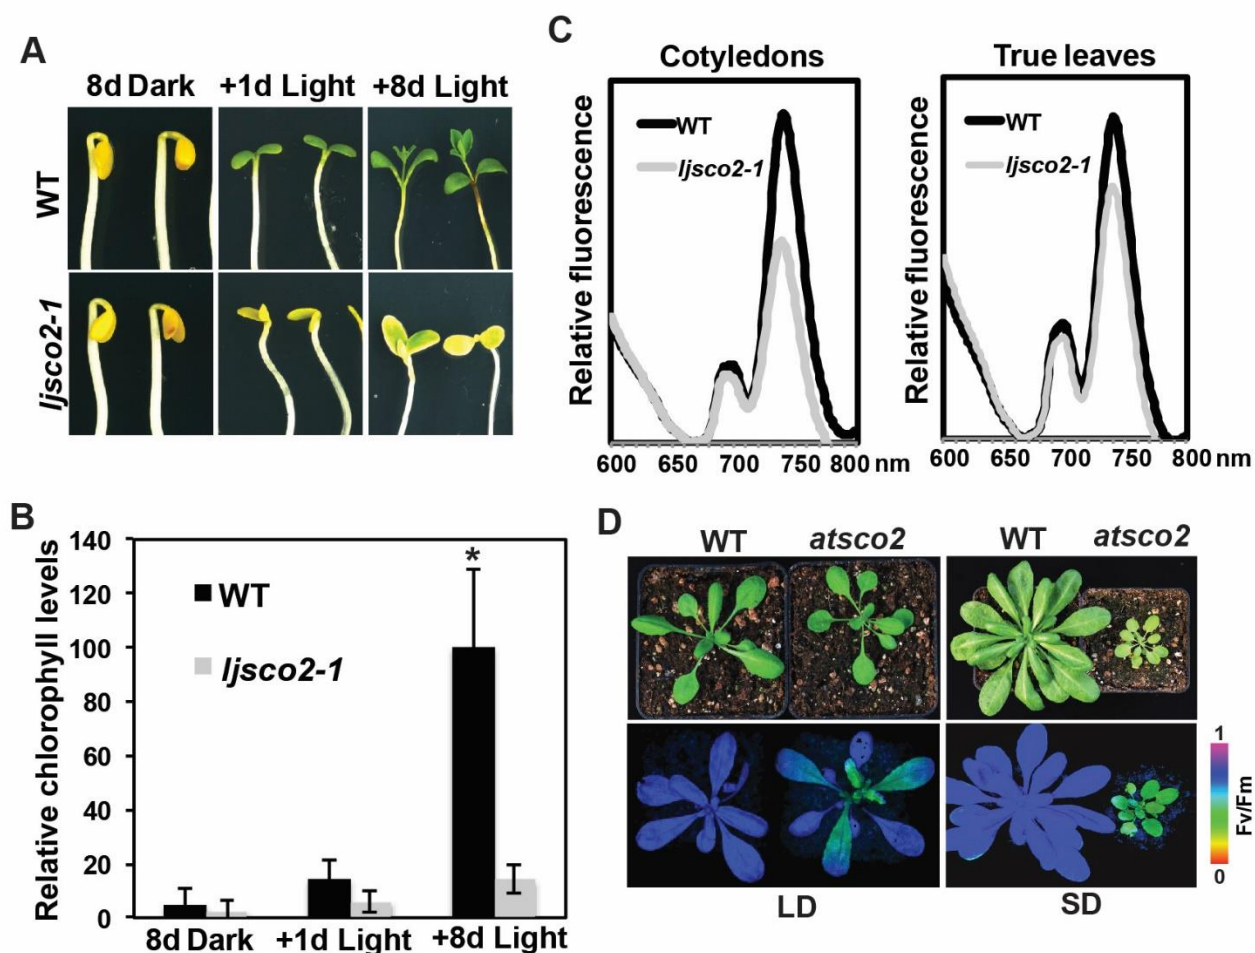 A
8d Dark +1d Light +8d Light
WT
ljsco2-1
B
Relative chlorophyll levels
140
120
100
80
60
40
20
0
WT
ljsco2-1
*
8d Dark +1d Light +8d Light
C
Cotyledons
Relative fluorescence
WT
ljsco2-1
600 650 700 750 800 nm
True leaves
Relative fluorescence
WT
ljsco2-1
600 650 700 750 800 nm
D
WT atsco2 WT atsco2
1
Fv/Fm
0
LD SD